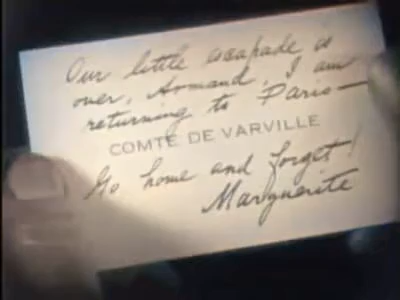 Our little escapade is
over, Armand. I am
returning to Paris—
COMTE DE VARVILLE
Go home and forget!
Marguerite